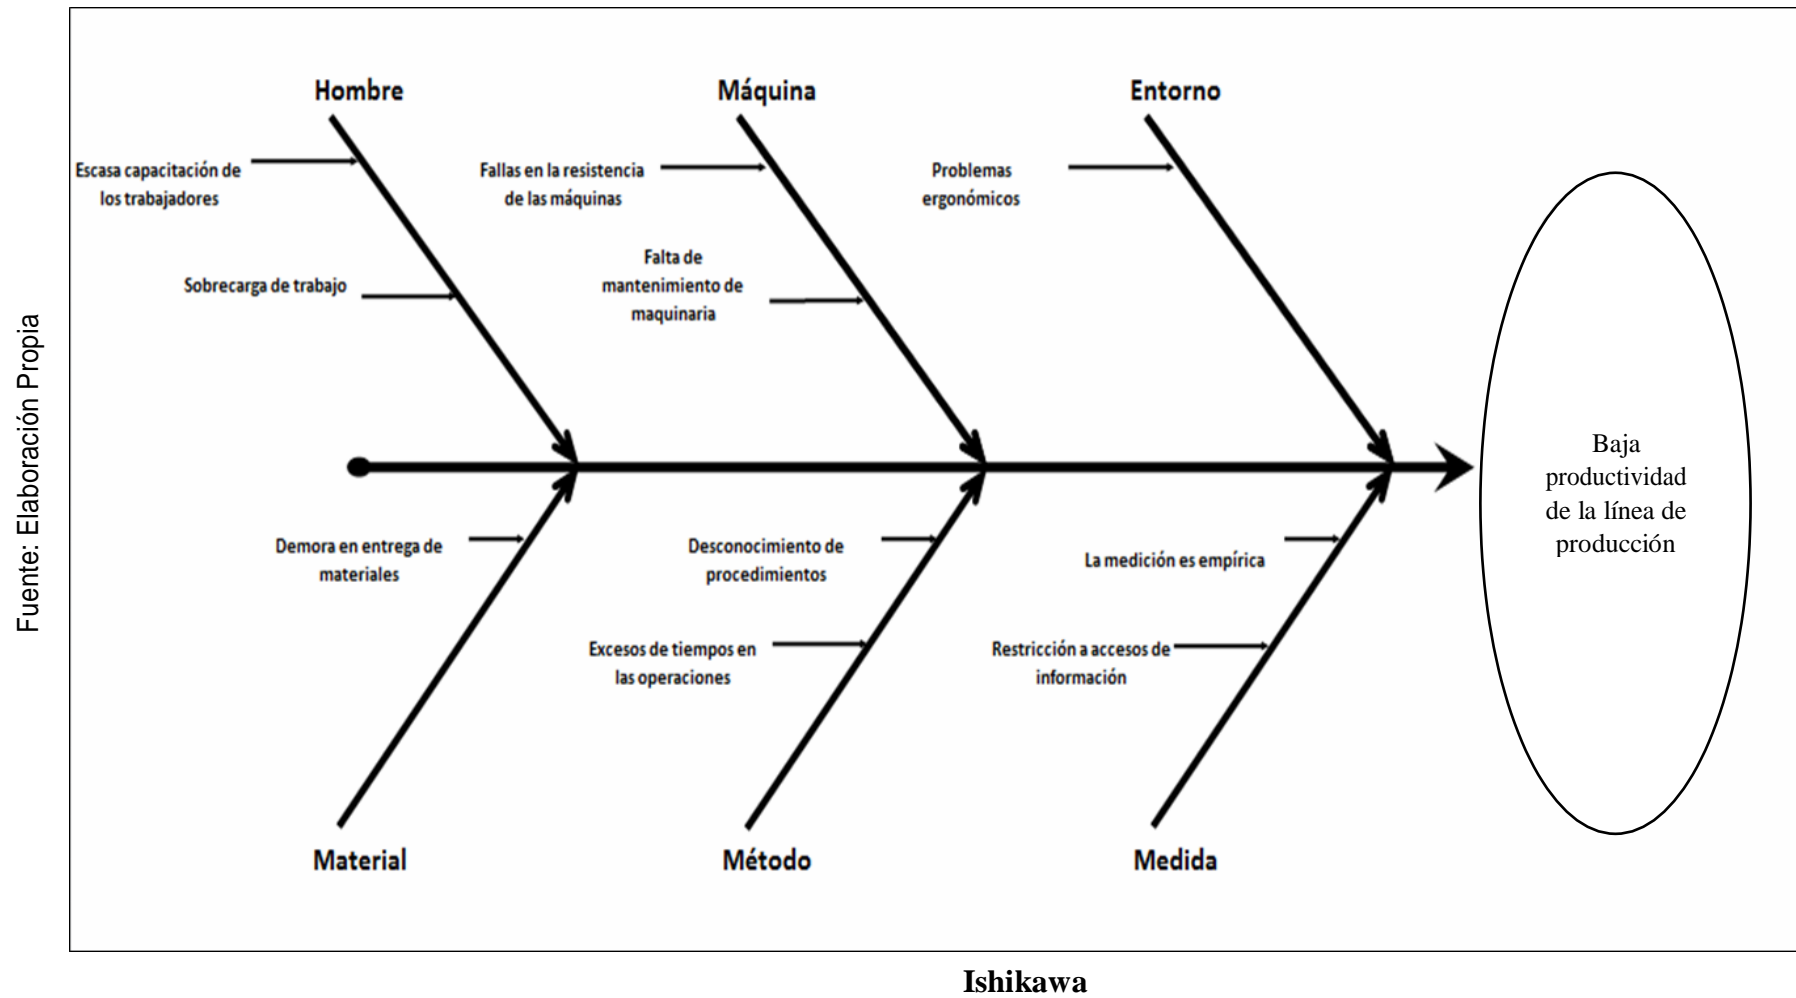 Hombre
Máquina
Entorno
Escasa capacitación de
los trabajadores
Fallas en la resistencia
de las máquinas
Problemas
ergonómicos
Sobrecarga de trabajo
Falta de
mantenimiento de
maquinaria
Baja
productividad
de la línea de
producción
Demora en entrega de
materiales
Desconocimiento de
procedimientos
La medición es empírica
Excesos de tiempos en
las operaciones
Restricción a accesos de
información
Material
Método
Medida
Fuente: Elaboración Propia
Ishikawa